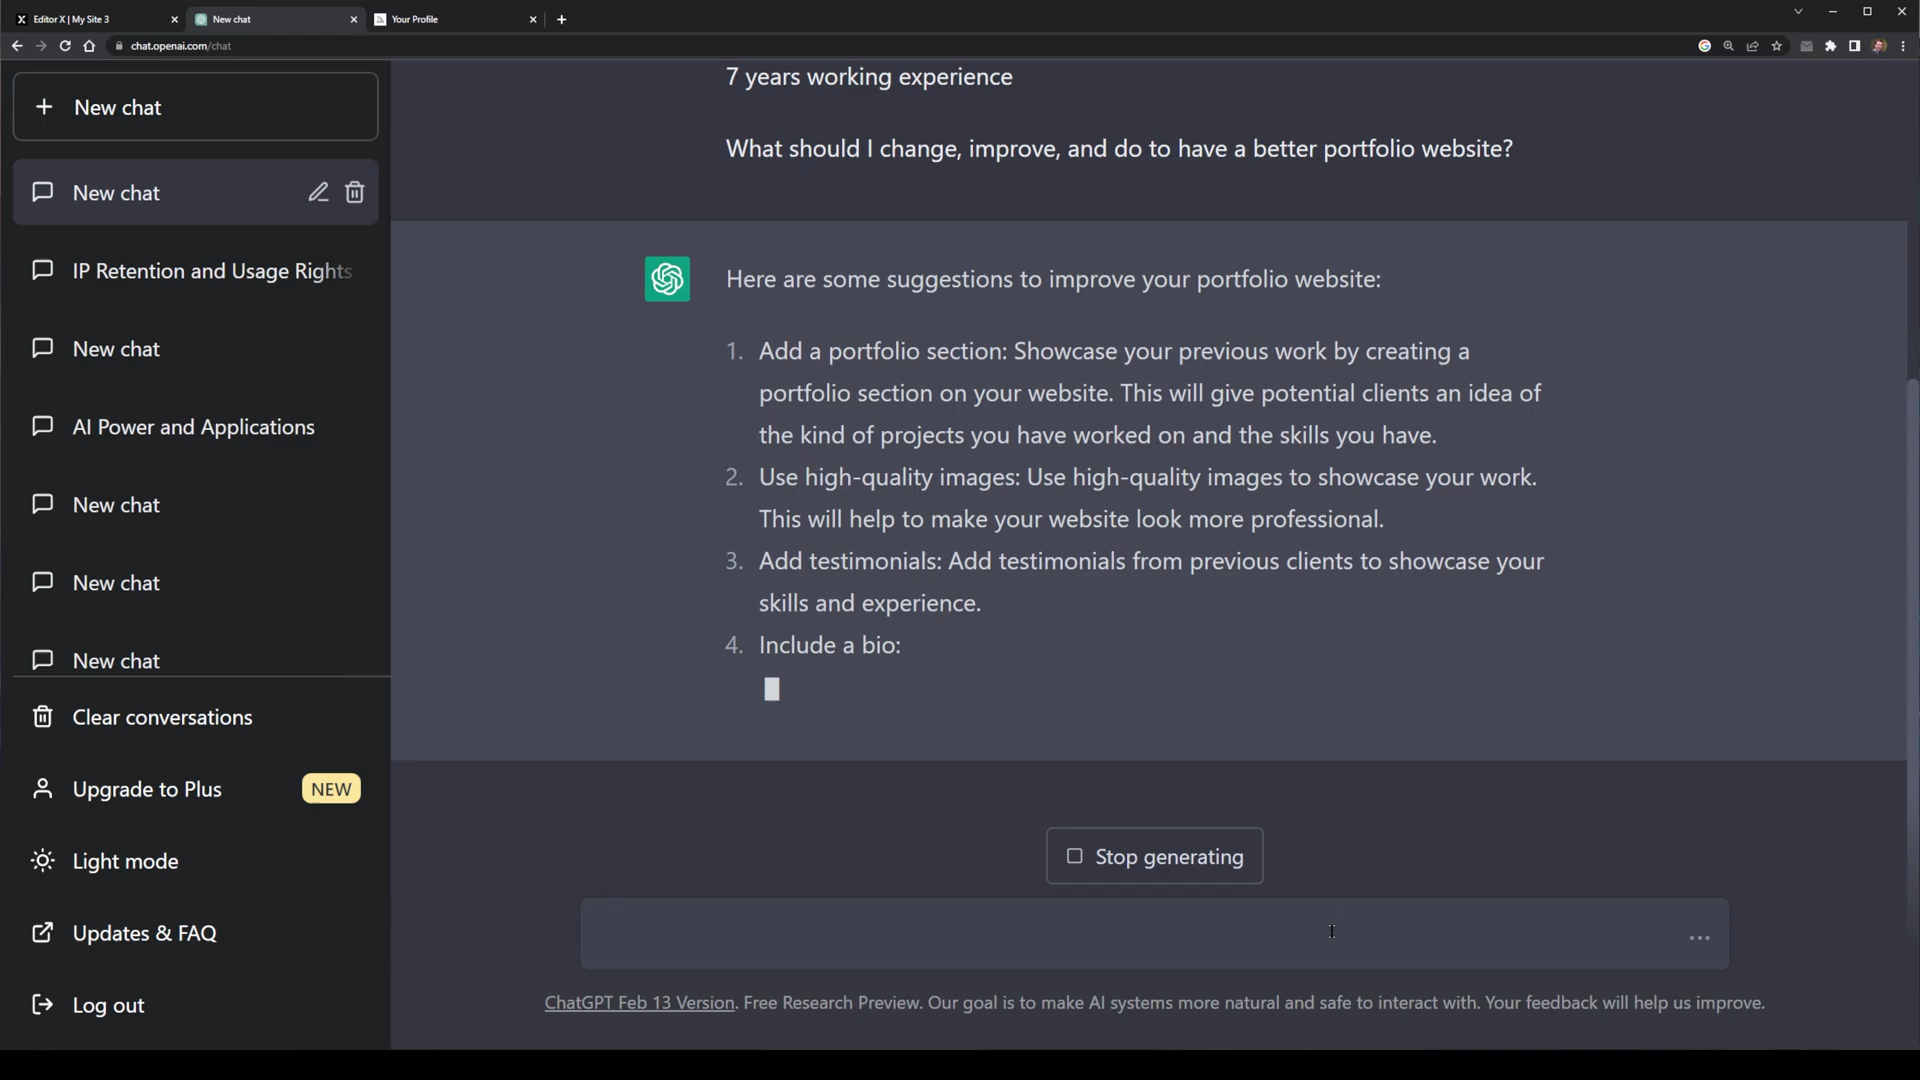 Editor X | My Site 3
New chat
Your Profile
chat.openai.com/chat
New chat
New chat
IP Retention and Usage Rights
New chat
AI Power and Applications
New chat
New chat
New chat
Clear conversations
Upgrade to Plus
NEW
Light mode
Updates & FAQ
Log out
7 years working experience
What should I change, improve, and do to have a better portfolio website?
Here are some suggestions to improve your portfolio website:
1. Add a portfolio section: Showcase your previous work by creating a
portfolio section on your website. This will give potential clients an idea of
the kind of projects you have worked on and the skills you have.
2. Use high-quality images: Use high-quality images to showcase your work.
This will help to make your website look more professional.
3. Add testimonials: Add testimonials from previous clients to showcase your
skills and experience.
4. Include a bio:
Stop generating
ChatGPT Feb 13 Version. Free Research Preview. Our goal is to make AI systems more natural and safe to interact with. Your feedback will help us improve.